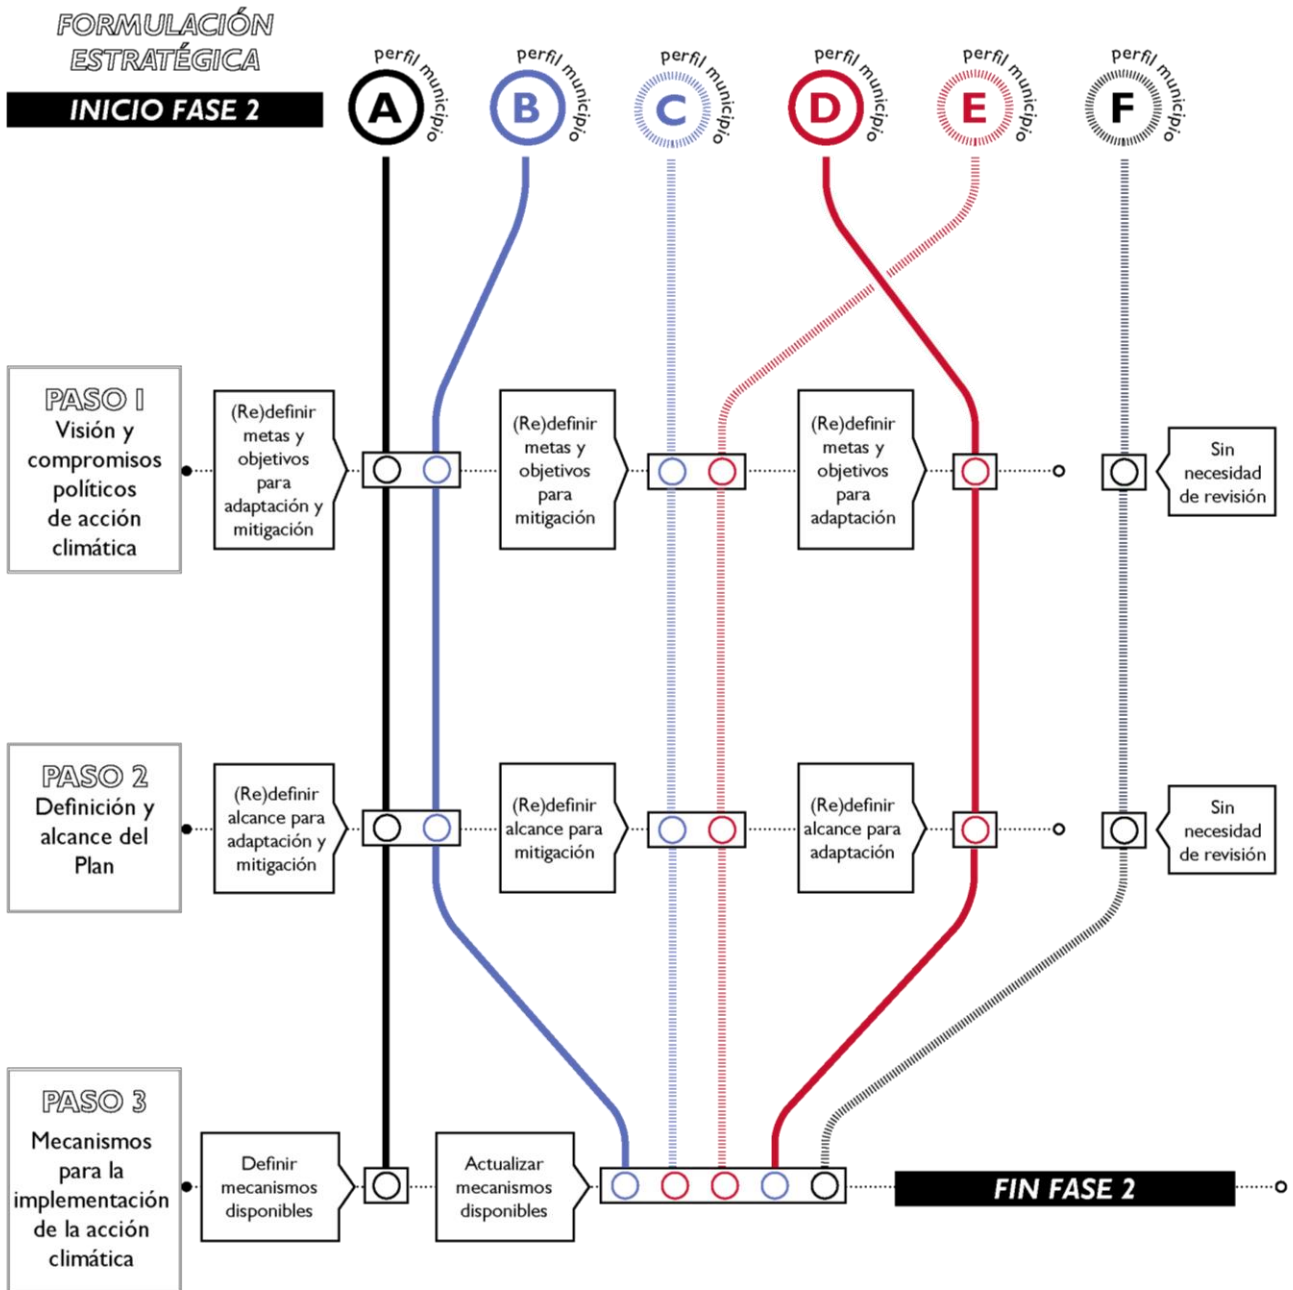 FORMULACIÓN
ESTRATÉGICA
INICIO FASE 2
A perfil municipio
B perfil municipio
C perfil municipio
D perfil municipio
E perfil municipio
F perfil municipio
PASO 1
Visión y
compromisos
políticos
de acción
climática
(Re)definir
metas y
objetivos
para
adaptación y
mitigación
(Re)definir
metas y
objetivos
para
mitigación
(Re)definir
metas y
objetivos
para
adaptación
Sin
necesidad
de revisión
PASO 2
Definición y
alcance del
Plan
(Re)definir
alcance para
adaptación y
mitigación
(Re)definir
alcance para
mitigación
(Re)definir
alcance para
adaptación
Sin
necesidad
de revisión
PASO 3
Mecanismos
para la
implementación
de la acción
climática
Definir
mecanismos
disponibles
Actualizar
mecanismos
disponibles
FIN FASE 2